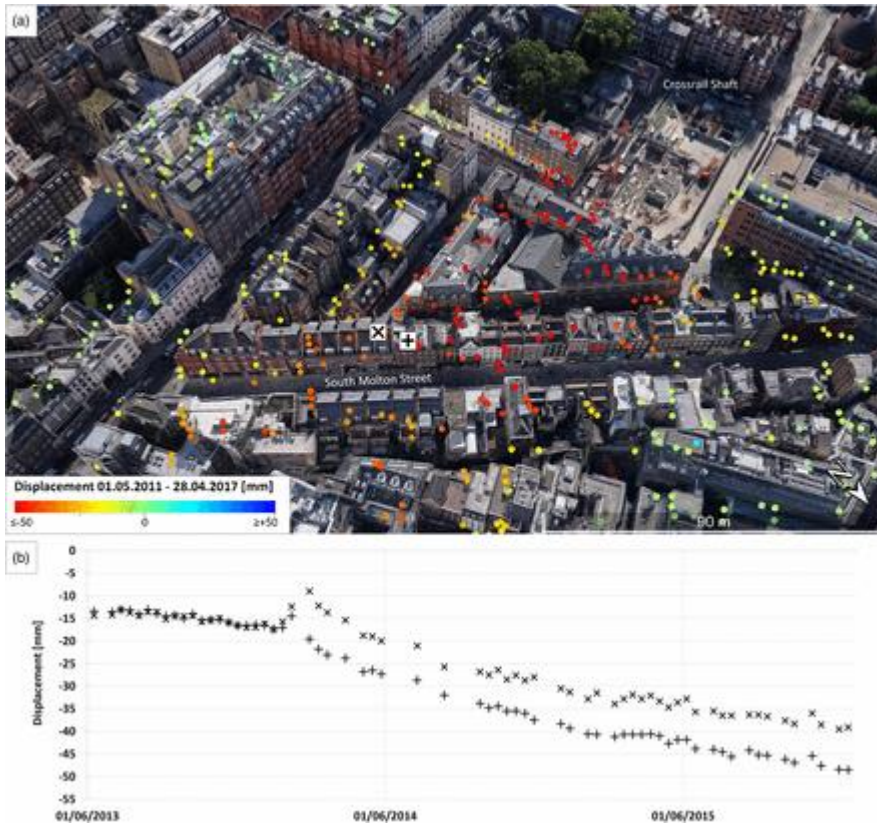 (a)
Crossrail Shaft
South Molton Street
Displacement 01.05.2011 - 28.04.2017 [mm]
≤-50 0 ≥+50
N
90 m
(b)
Displacement [mm]
0
-5
-10
-15
-20
-25
-30
-35
-40
-45
-50
-55
01/06/2013 01/06/2014 01/06/2015